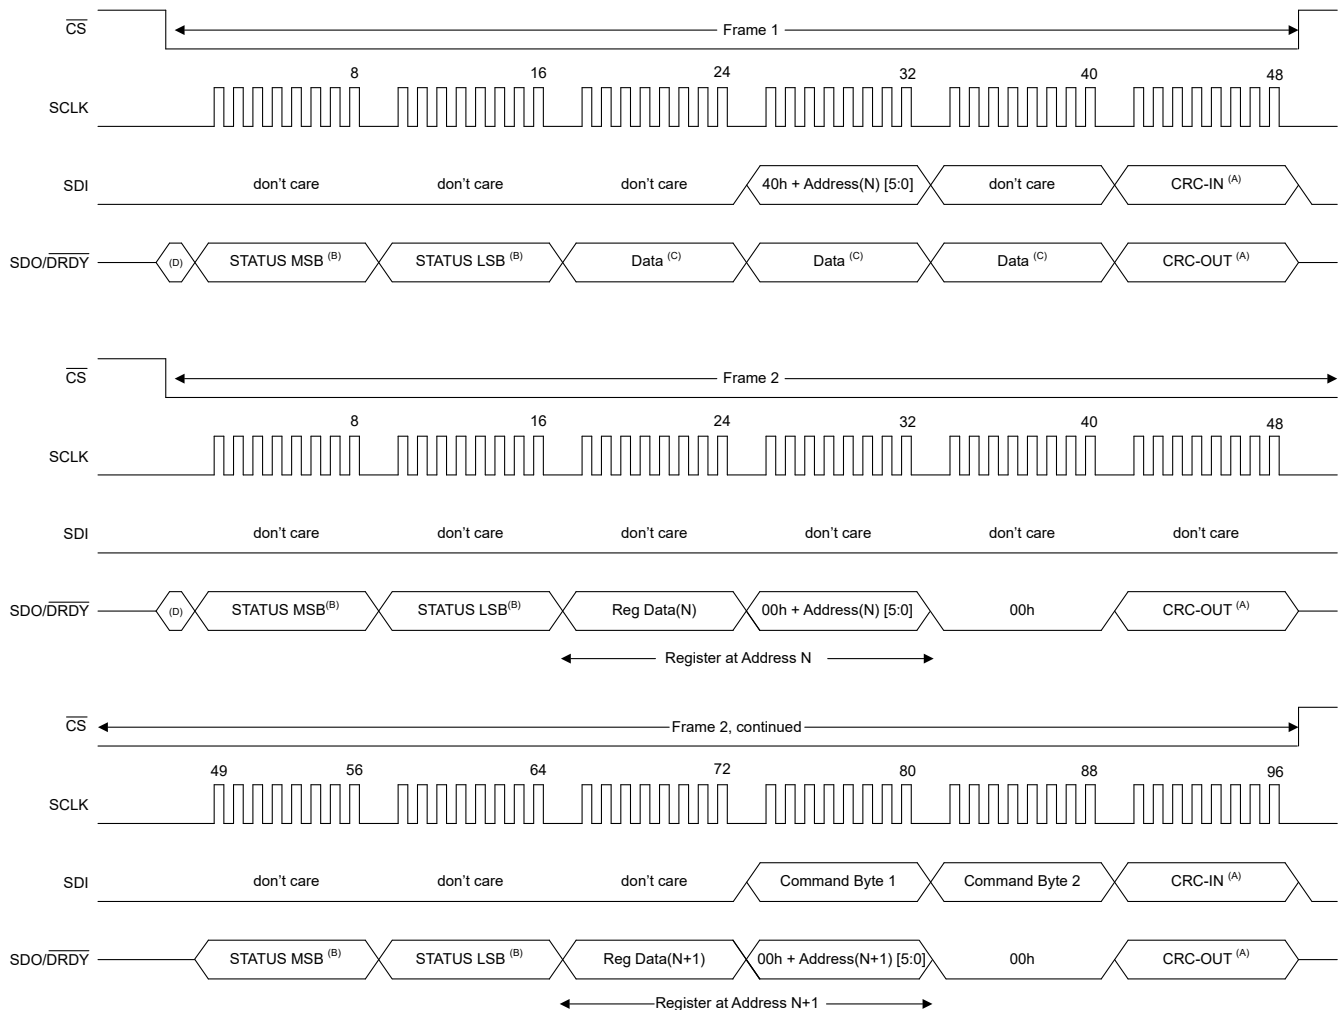 CS Frame 1
8 16 24 32 40 48
SCLK
SDI don't care don't care don't care 40h + Address(N) [5:0] don't care CRC-IN (A)
SDO/DRDY (D) STATUS MSB (B) STATUS LSB (B) Data (C) Data (C) Data (C) CRC-OUT (A)
CS Frame 2
8 16 24 32 40 48
SCLK
SDI don't care don't care don't care don't care don't care don't care
SDO/DRDY (D) STATUS MSB(B) STATUS LSB(B) Reg Data(N) 00h + Address(N) [5:0] 00h CRC-OUT (A)
Register at Address N
CS Frame 2, continued
49 56 64 72 80 88 96
SCLK
SDI don't care don't care don't care Command Byte 1 Command Byte 2 CRC-IN (A)
SDO/DRDY STATUS MSB (B) STATUS LSB (B) Reg Data(N+1) 00h + Address(N+1) [5:0] 00h CRC-OUT (A)
Register at Address N+1